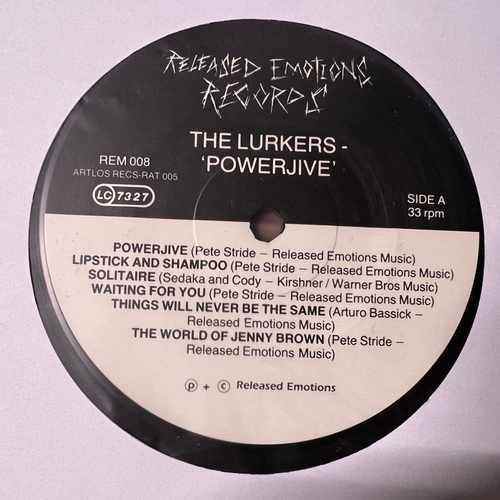 RELEASED EMOTIONS
RECORDS
THE LURKERS -
'POWERJIVE'
REM 008
ARTLOS RECS-RAT 005
LC 7327
SIDE A
33 rpm
POWERJIVE (Pete Stride – Released Emotions Music)
LIPSTICK AND SHAMPOO (Pete Stride – Released Emotions Music)
SOLITAIRE (Sedaka and Cody – Kirshner / Warner Bros Music)
WAITING FOR YOU (Pete Stride – Released Emotions Music)
THINGS WILL NEVER BE THE SAME (Arturo Bassick –
Released Emotions Music)
THE WORLD OF JENNY BROWN (Pete Stride –
Released Emotions Music)
Ⓟ + Ⓒ Released Emotions